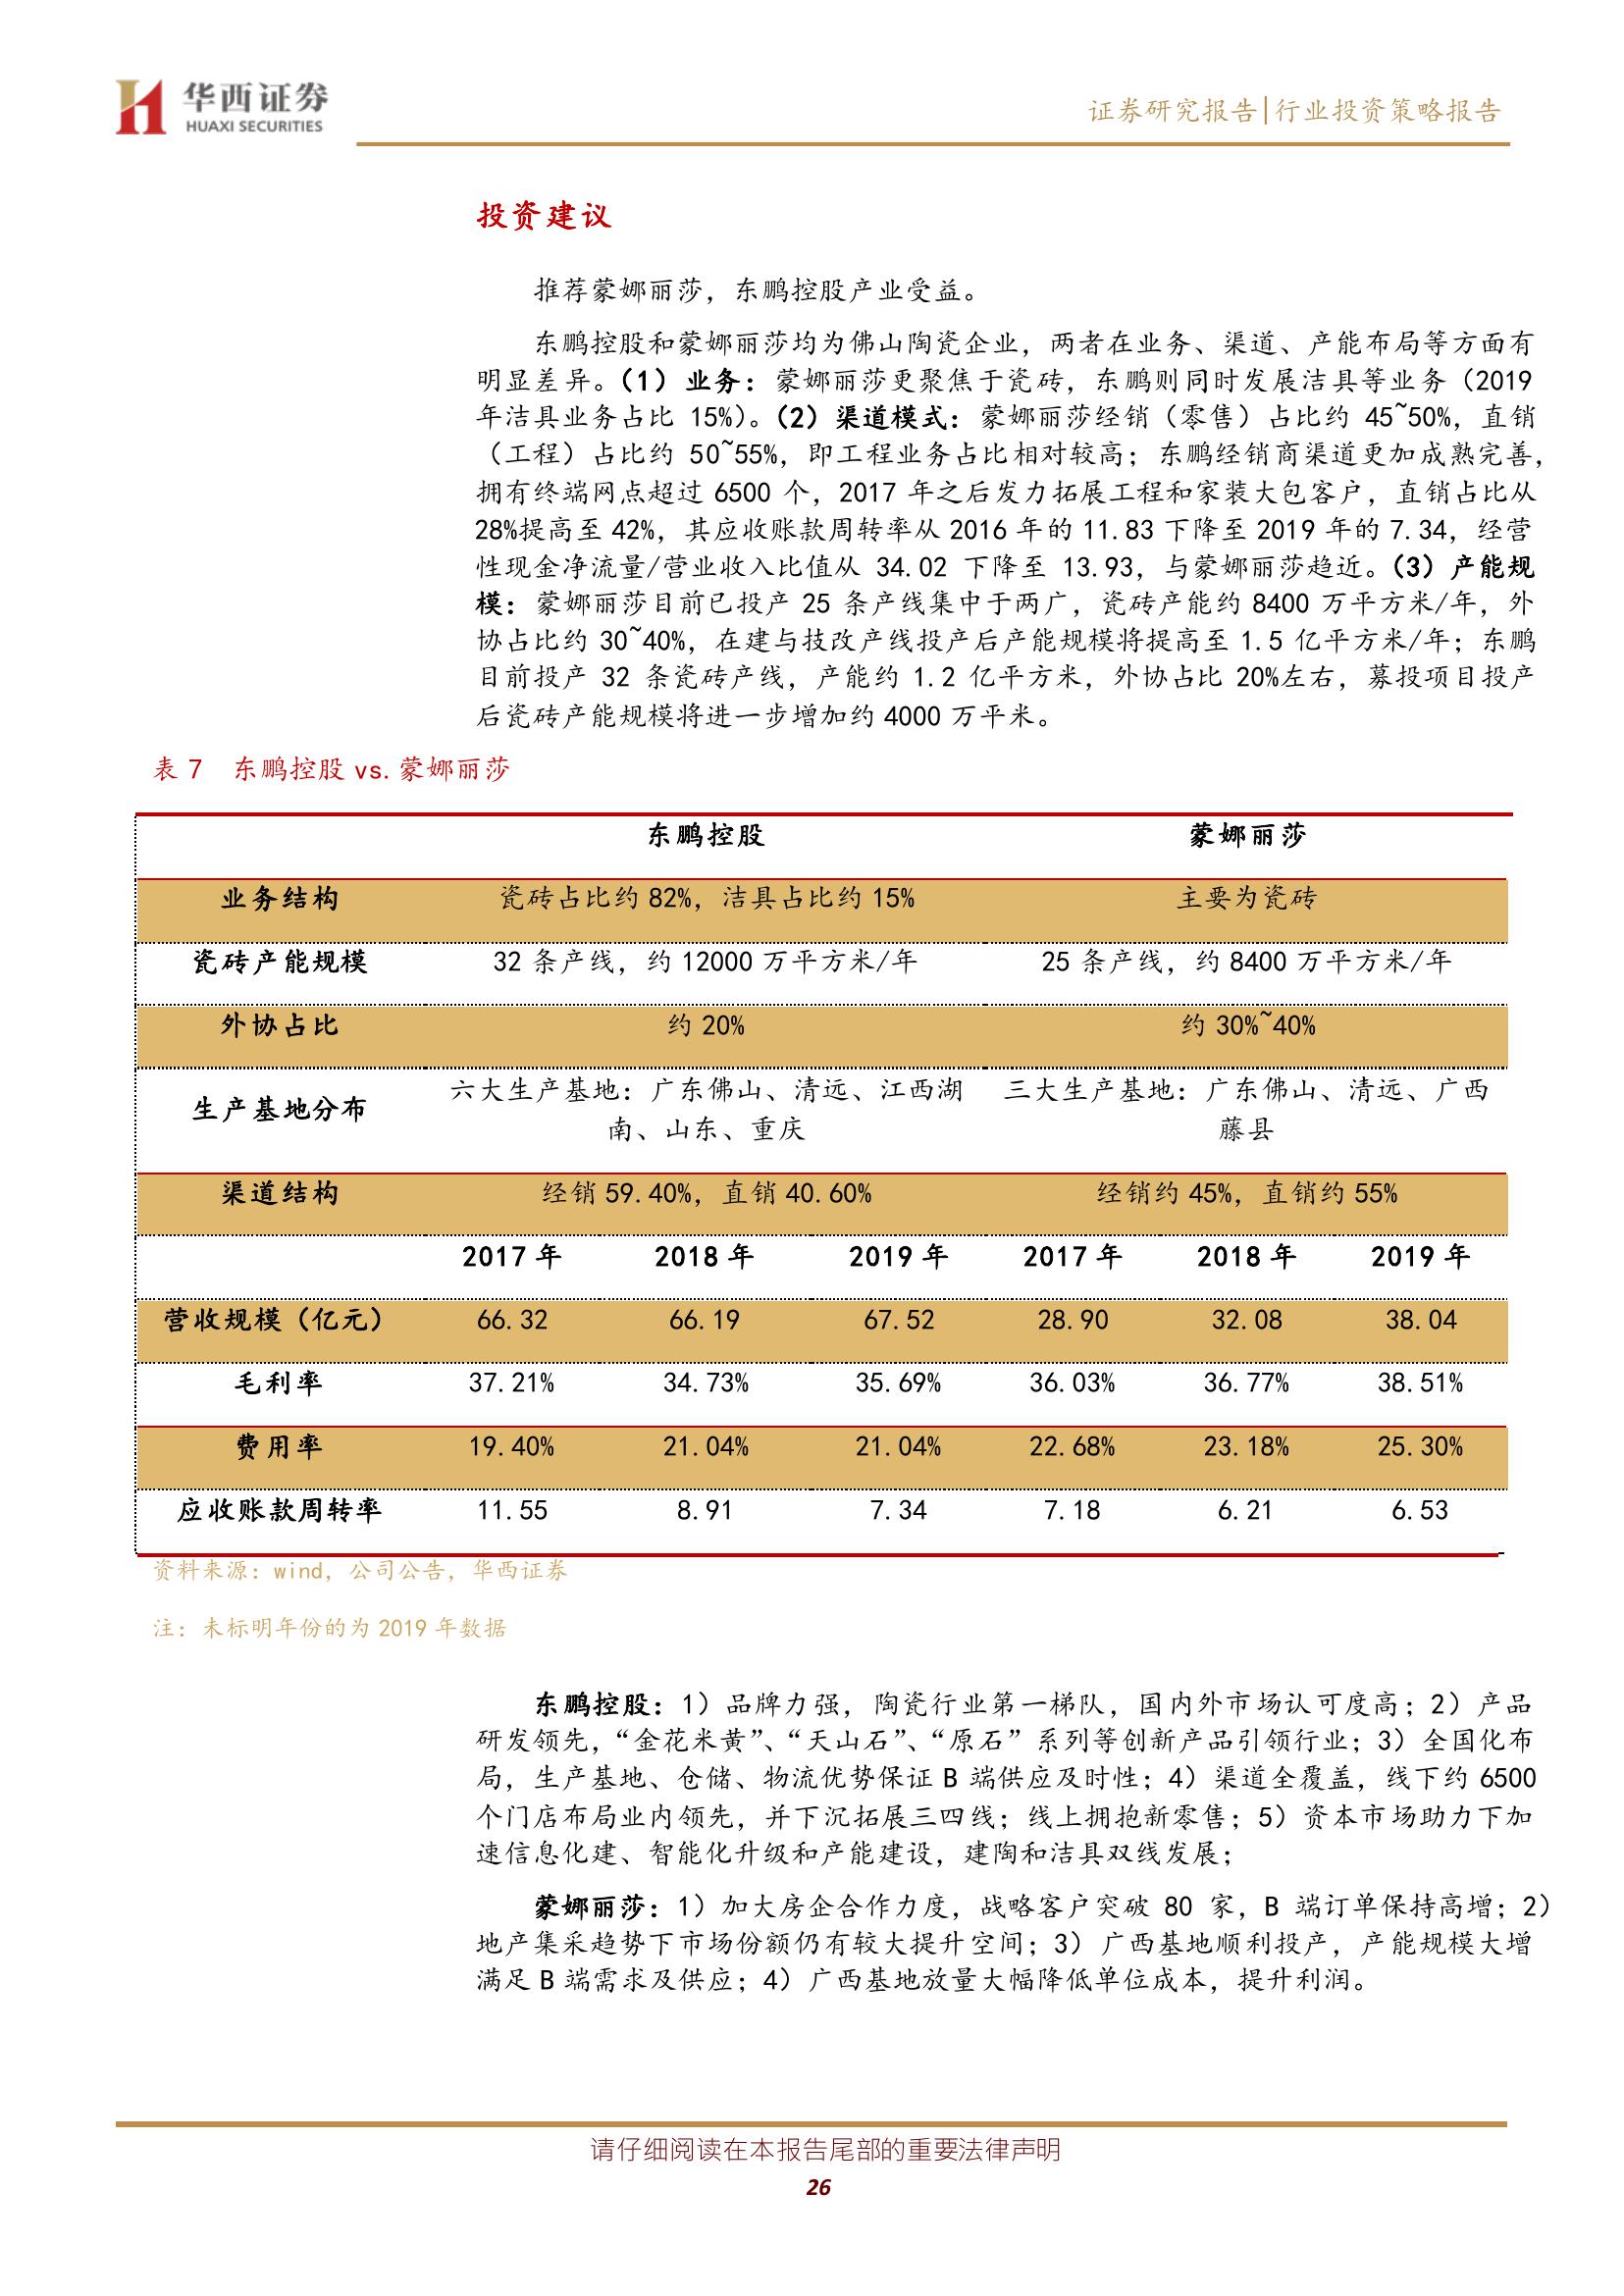 华西证券
HUAXI SECURITIES
证券研究报告|行业投资策略报告
投资建议
推荐蒙娜丽莎，东鹏控股产业受益。
东鹏控股和蒙娜丽莎均为佛山陶瓷企业，两者在业务、渠道、产能布局等方面有
明显差异。（1）业务：蒙娜丽莎更聚焦于瓷砖，东鹏则同时发展洁具等业务（2019
年洁具业务占比 15%）。（2）渠道模式：蒙娜丽莎经销（零售）占比约 45~50%，直销
（工程）占比约 50~55%，即工程业务占比相对较高；东鹏经销商渠道更加成熟完善，
拥有终端网点超过 6500 个，2017 年之后发力拓展工程和家装大包客户，直销占比从
28%提高至 42%，其应收账款周转率从 2016 年的 11.83 下降至 2019 年的 7.34，经营
性现金净流量/营业收入比值从 34.02 下降至 13.93，与蒙娜丽莎趋近。（3）产能规
模：蒙娜丽莎目前已投产 25 条产线集中于两广，瓷砖产能约 8400 万平方米/年，外
协占比约 30~40%，在建与技改产线投产后产能规模将提高至 1.5 亿平方米/年；东鹏
目前投产 32 条瓷砖产线，产能约 1.2 亿平方米，外协占比 20%左右，募投项目投产
后瓷砖产能规模将进一步增加约 4000 万平米。
表 7 东鹏控股 vs.蒙娜丽莎
东鹏控股 蒙娜丽莎
业务结构 瓷砖占比约 82%，洁具占比约 15% 主要为瓷砖
瓷砖产能规模 32 条产线，约 12000 万平方米/年 25 条产线，约 8400 万平方米/年
外协占比 约 20% 约 30%~40%
生产基地分布 六大生产基地：广东佛山、清远、江西湖 三大生产基地：广东佛山、清远、广西
南、山东、重庆 藤县
渠道结构 经销 59.40%，直销 40.60% 经销约 45%，直销约 55%
2017 年 2018 年 2019 年 2017 年 2018 年 2019 年
营收规模（亿元） 66.32 66.19 67.52 28.90 32.08 38.04
毛利率 37.21% 34.73% 35.69% 36.03% 36.77% 38.51%
费用率 19.40% 21.04% 21.04% 22.68% 23.18% 25.30%
应收账款周转率 11.55 8.91 7.34 7.18 6.21 6.53
资料来源：wind，公司公告，华西证券
注：未标明年份的为 2019 年数据
东鹏控股：1）品牌力强，陶瓷行业第一梯队，国内外市场认可度高；2）产品
研发领先，“金花米黄”、“天山石”、“原石”系列等创新产品引领行业；3）全国化布
局，生产基地、仓储、物流优势保证 B 端供应及时性；4）渠道全覆盖，线下约 6500
个门店布局业内领先，并下沉拓展三四线；线上拥抱新零售；5）资本市场助力下加
速信息化建、智能化升级和产能建设，建陶和洁具双线发展；
蒙娜丽莎：1）加大房企合作力度，战略客户突破 80 家，B 端订单保持高增；2）
地产集采趋势下市场份额仍有较大提升空间；3）广西基地顺利投产，产能规模大增
满足 B 端需求及供应；4）广西基地放量大幅降低单位成本，提升利润。
请仔细阅读在本报告尾部的重要法律声明
26